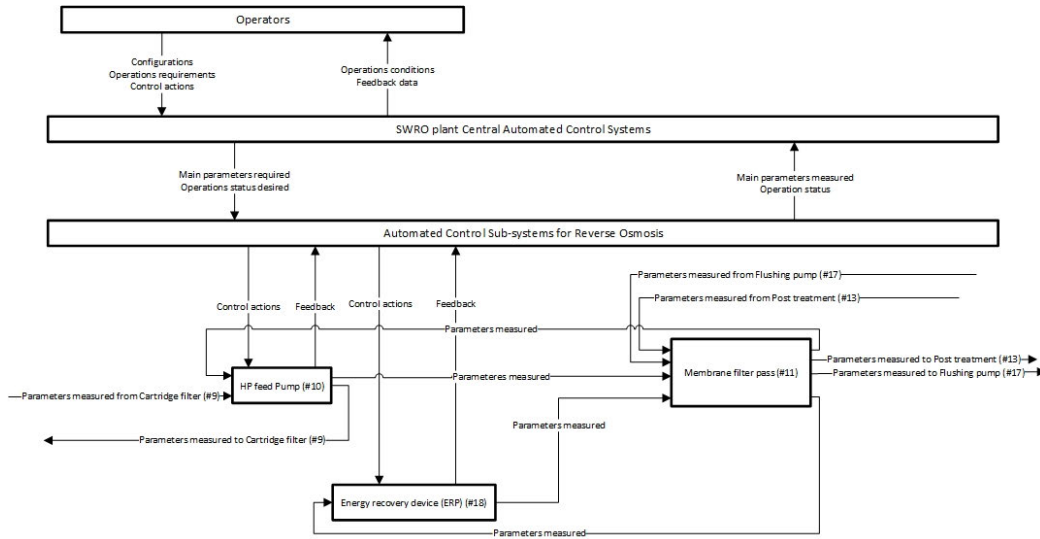 Operators
Configurations
Operations requirements
Control actions
Operations conditions
Feedback data
SWRO plant Central Automated Control Systems
Main parameters required
Operations status desired
Main parameters measured
Operation status
Automated Control Sub-systems for Reverse Osmosis
Parameters measured from Flushing pump (#17)
Control actions
Feedback
Control actions
Feedback
Parameters measured from Post treatment (#13)
Parameters measured
Parameters measured to Post treatment (#13)
HP feed Pump (#10)
Parameteres measured
Membrane filter pass (#11)
Parameters measured to Flushing pump (#17)
Parameters measured from Cartridge filter (#9)
Parameters measured
Parameters measured to Cartridge filter (#9)
Energy recovery device (ERP) (#18)
Parameters measured